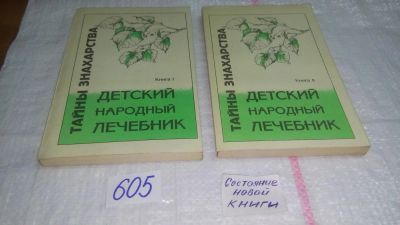 ТАЙНЫ ЗНАХАРСТВА
Книга I
ДЕТСКИЙ
НАРОДНЫЙ
ЛЕЧЕБНИК
ТАЙНЫ ЗНАХАРСТВА
Книга II
ДЕТСКИЙ
НАРОДНЫЙ
ЛЕЧЕБНИК
605
Состояние
новой
книги